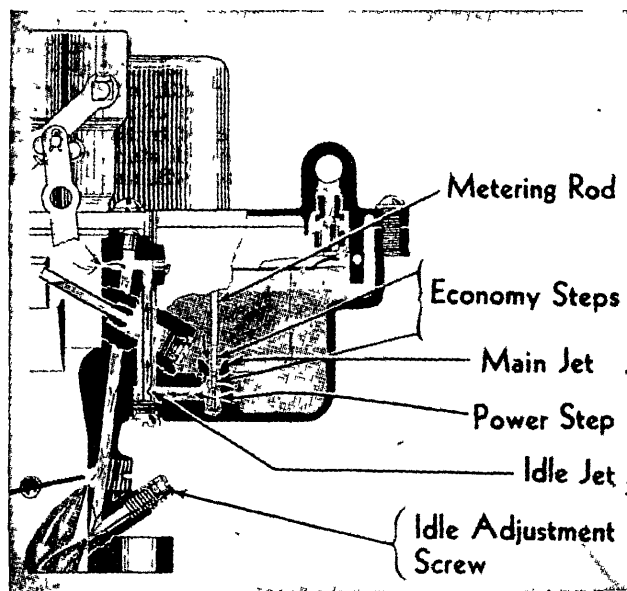 Metering Rod
Economy Steps
Main Jet
Power Step
Idle Jet
Idle Adjustment
Screw